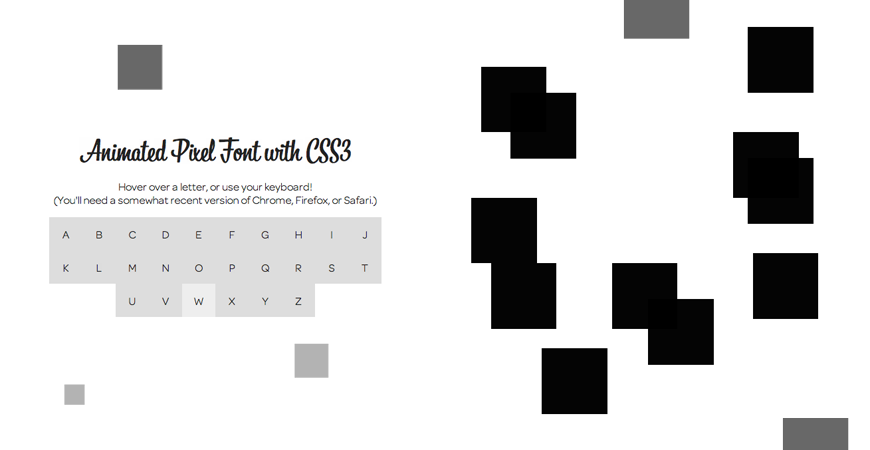 Animated Pixel Font with CSS3
Hover over a letter, or use your keyboard!
(You'll need a somewhat recent version of Chrome, Firefox, or Safari.)
A B C D E F G H I J
K L M N O P Q R S T
U V W X Y Z